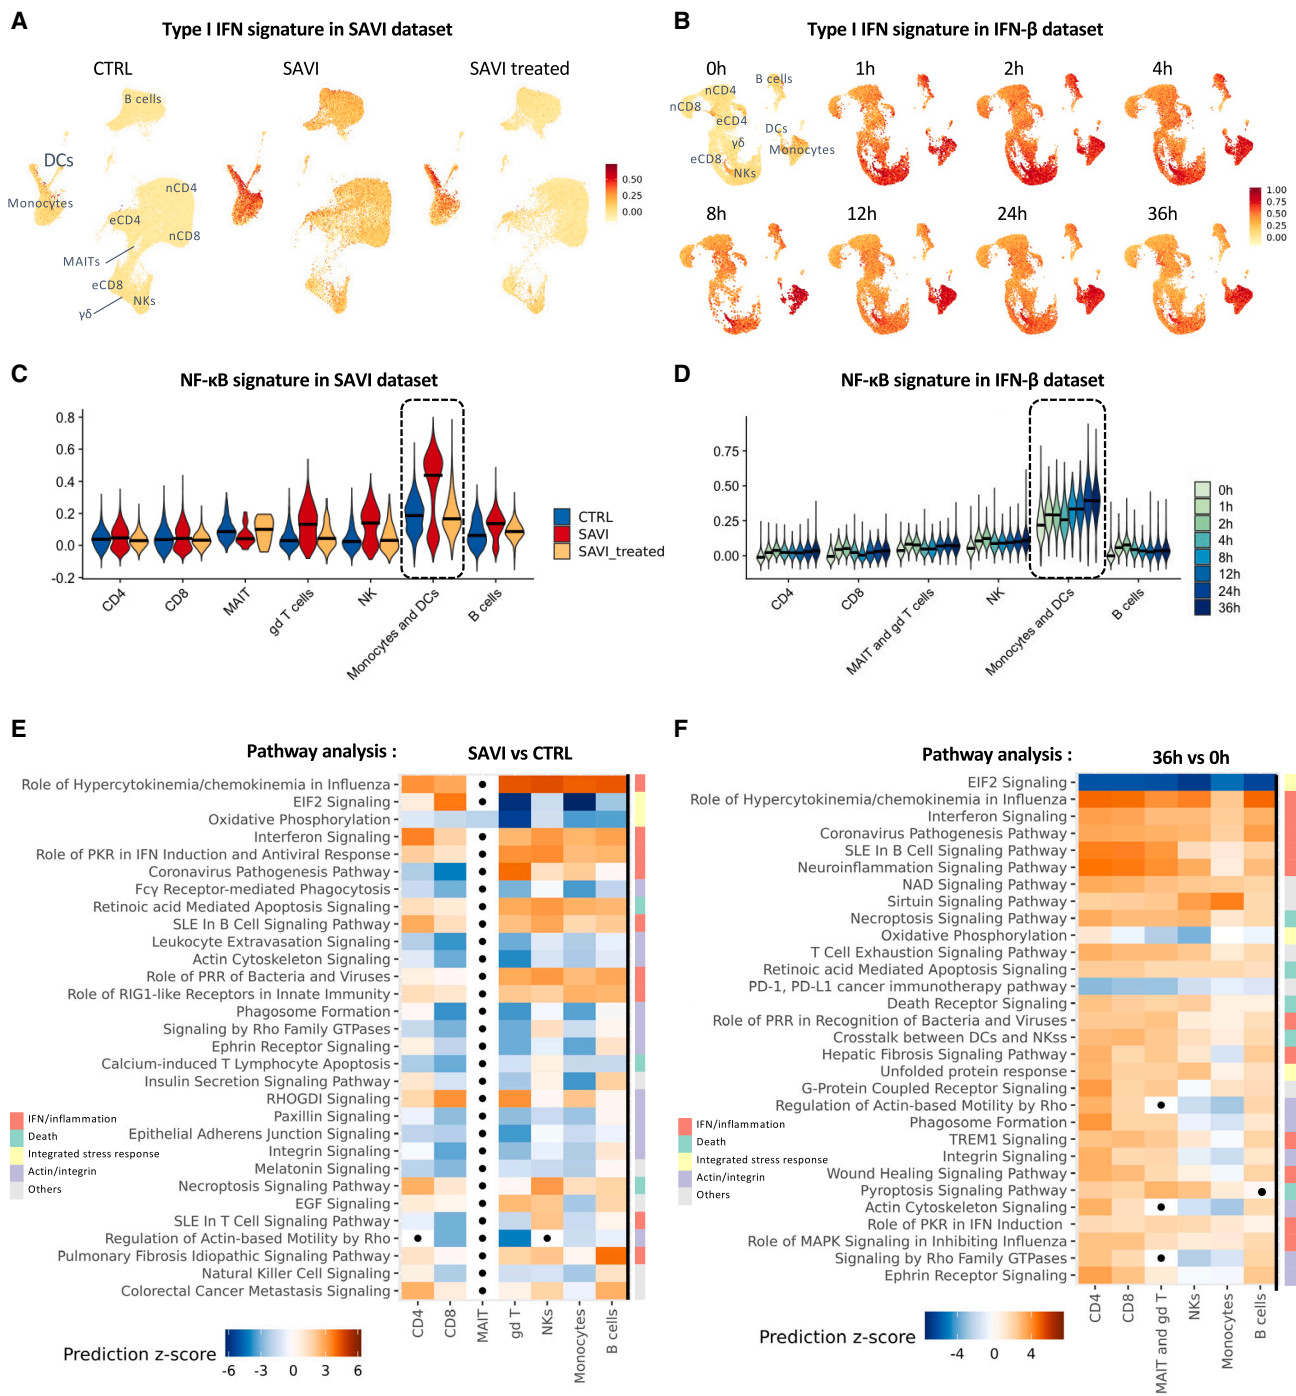 A
Type I IFN signature in SAVI dataset
CTRL
SAVI
SAVI treated
B cells
DCs
Monocytes
nCD4
eCD4
nCD8
MAITs
eCD8
NKs
γδ
0.50
0.25
0.00
B
Type I IFN signature in IFN-β dataset
0h
1h
2h
4h
B cells
nCD4
nCD8
eCD4
DCs
γδ
Monocytes
eCD8
NKs
8h
12h
24h
36h
1.00
0.75
0.50
0.25
0.00
C
NF-κB signature in SAVI dataset
0.8
0.6
0.4
0.2
0.0
-0.2
CD4
CD8
MAIT
gd T cells
NK
Monocytes and DCs
B cells
CTRL
SAVI
SAVI_treated
D
NF-κB signature in IFN-β dataset
0.75
0.50
0.25
0.00
CD4
CD8
MAIT and gd T cells
NK
Monocytes and DCs
B cells
0h
1h
2h
4h
8h
12h
24h
36h
E
Pathway analysis :
SAVI vs CTRL
Role of Hypercytokinemia/chemokinemia in Influenza
EIF2 Signaling
Oxidative Phosphorylation
Interferon Signaling
Role of PKR in IFN Induction and Antiviral Response
Coronavirus Pathogenesis Pathway
Fcγ Receptor-mediated Phagocytosis
Retinoic acid Mediated Apoptosis Signaling
SLE In B Cell Signaling Pathway
Leukocyte Extravasation Signaling
Actin Cytoskeleton Signaling
Role of PRR of Bacteria and Viruses
Role of RIG1-like Receptors in Innate Immunity
Phagosome Formation
Signaling by Rho Family GTPases
Ephrin Receptor Signaling
Calcium-induced T Lymphocyte Apoptosis
Insulin Secretion Signaling Pathway
RHOGDI Signaling
Paxillin Signaling
Epithelial Adherens Junction Signaling
Integrin Signaling
Melatonin Signaling
Necroptosis Signaling Pathway
EGF Signaling
SLE In T Cell Signaling Pathway
Regulation of Actin-based Motility by Rho
Pulmonary Fibrosis Idiopathic Signaling Pathway
Natural Killer Cell Signaling
Colorectal Cancer Metastasis Signaling
IFN/inflammation
Death
Integrated stress response
Actin/integrin
Others
CD4
CD8
MAIT
gd T
NKs
Monocytes
B cells
Prediction z-score
-6
-3
0
3
6
F
Pathway analysis :
36h vs 0h
EIF2 Signaling
Role of Hypercytokinemia/chemokinemia in Influenza
Interferon Signaling
Coronavirus Pathogenesis Pathway
SLE In B Cell Signaling Pathway
Neuroinflammation Signaling Pathway
NAD Signaling Pathway
Sirtuin Signaling Pathway
Necroptosis Signaling Pathway
Oxidative Phosphorylation
T Cell Exhaustion Signaling Pathway
Retinoic acid Mediated Apoptosis Signaling
PD-1, PD-L1 cancer immunotherapy pathway
Death Receptor Signaling
Role of PRR in Recognition of Bacteria and Viruses
Crosstalk between DCs and NKss
Hepatic Fibrosis Signaling Pathway
Unfolded protein response
G-Protein Coupled Receptor Signaling
Regulation of Actin-based Motility by Rho
Phagosome Formation
TREM1 Signaling
Integrin Signaling
Wound Healing Signaling Pathway
Pyroptosis Signaling Pathway
Actin Cytoskeleton Signaling
Role of PKR in IFN Induction
Role of MAPK Signaling in Inhibiting Influenza
Signaling by Rho Family GTPases
Ephrin Receptor Signaling
IFN/inflammation
Death
Integrated stress response
Actin/integrin
Others
CD4
CD8
MAIT and gd T
NKs
Monocytes
B cells
Prediction z-score
-4
0
4